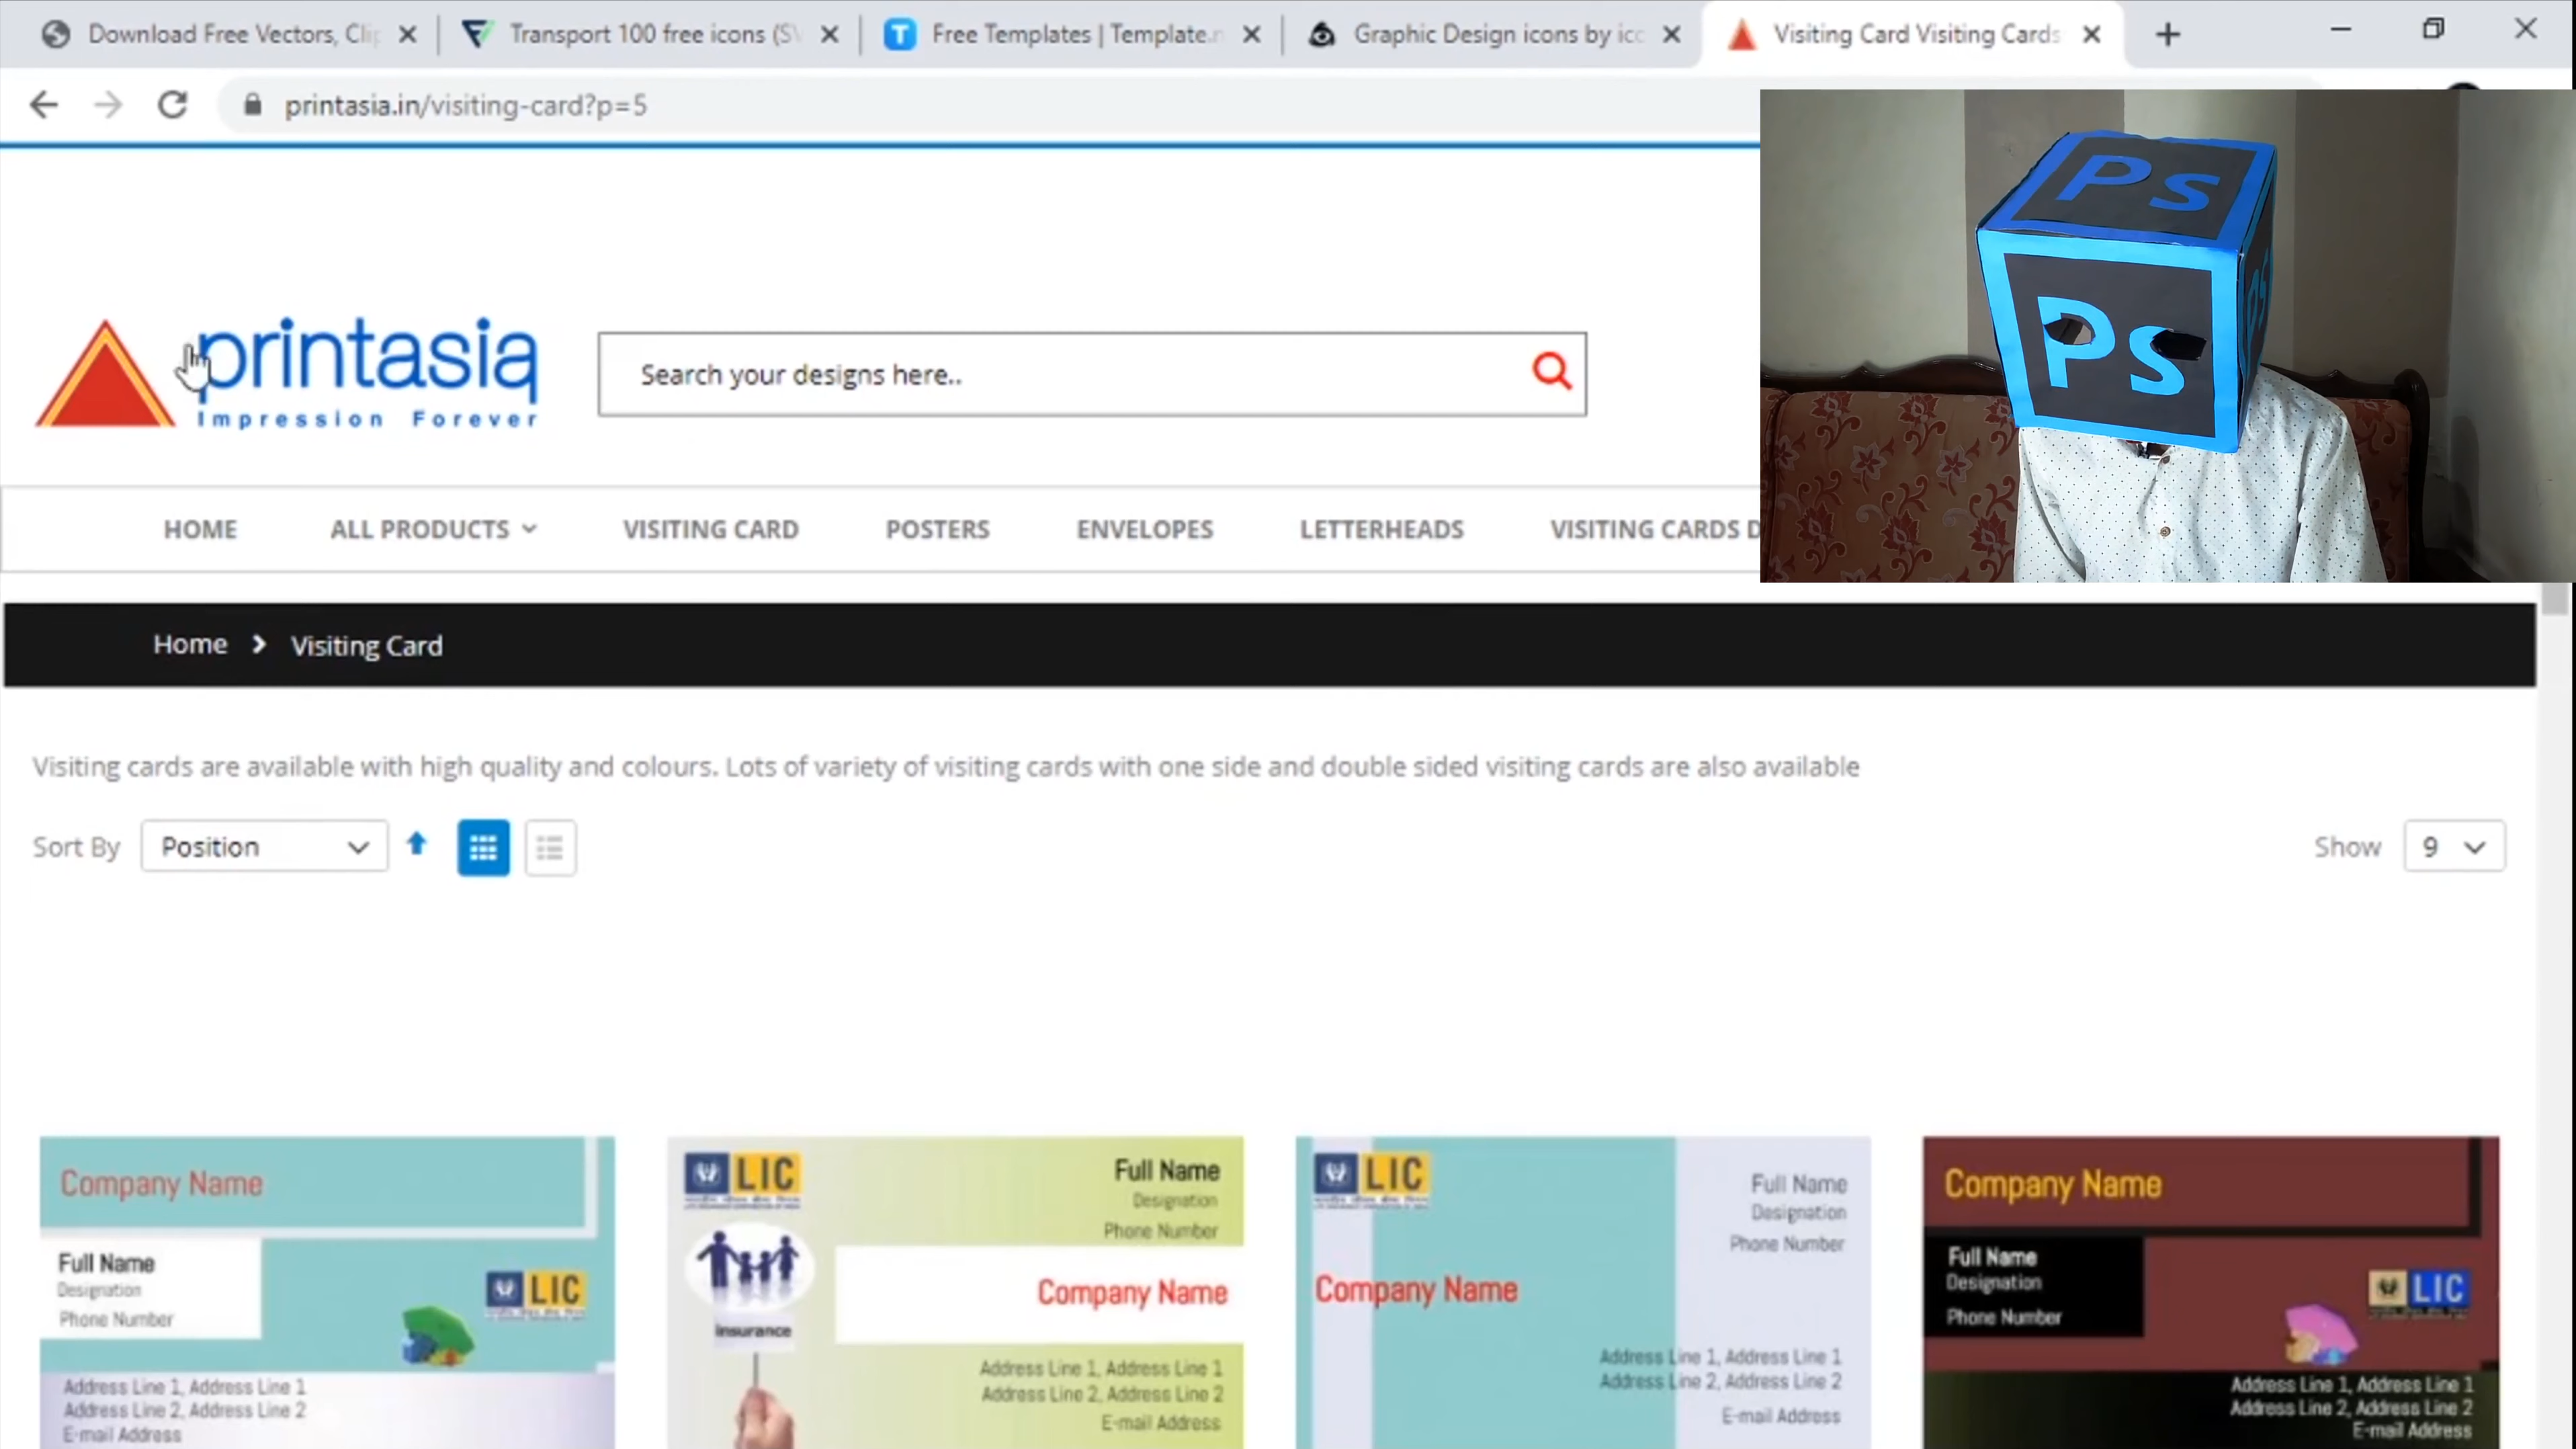 Download Free Vectors, Clip
Transport 100 free icons (SV
Free Templates | Template.n
Graphic Design icons by icc
Visiting Card Visiting Cards
printasia.in/visiting-card?p=5
Ps
Ps
printasia
Impression Forever
Search your designs here..
HOME
ALL PRODUCTS
VISITING CARD
POSTERS
ENVELOPES
LETTERHEADS
VISITING CARDS D
Home > Visiting Card
Visiting cards are available with high quality and colours. Lots of variety of visiting cards with one side and double sided visiting cards are also available
Sort By
Position
Show
9
Company Name
Full Name
Designation
Phone Number
LIC
Address Line 1, Address Line 1
Address Line 2, Address Line 2
E-mail Address
LIC
Full Name
Designation
Phone Number
Company Name
Insurance
Address Line 1, Address Line 1
Address Line 2, Address Line 2
E-mail Address
LIC
Full Name
Designation
Phone Number
Company Name
Address Line 1, Address Line 1
Address Line 2, Address Line 2
E-mail Address
Company Name
Full Name
Designation
Phone Number
LIC
Address Line 1, Address Line 1
Address Line 2, Address Line 2
E-mail Address